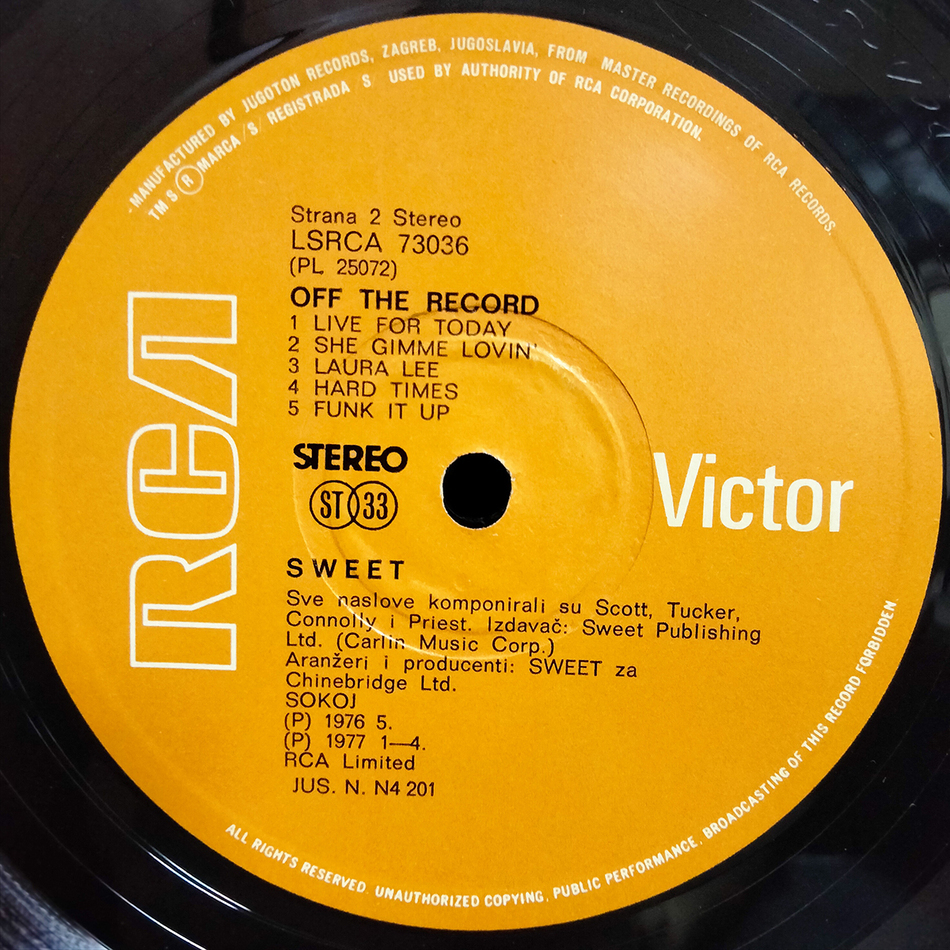 MANUFACTURED BY JUGOTON RECORDS, ZAGREB, JUGOSLAVIA, FROM MASTER RECORDINGS OF RCA RECORDS.
TM S ® MARCA /S/ REGISTRADA /S/ USED BY AUTHORITY OF RCA CORPORATION.
Strana 2 Stereo
LSRCA 73036
(PL 25072)
OFF THE RECORD
1 LIVE FOR TODAY
2 SHE GIMME LOVIN'
3 LAURA LEE
4 HARD TIMES
5 FUNK IT UP
RCA
STEREO
ST 33
Victor
SWEET
Sve naslove komponirali su Scott, Tucker,
Connolly i Priest. Izdavač: Sweet Publishing
Ltd. (Carlin Music Corp.)
Aranžeri i producenti: SWEET za
Chinebridge Ltd.
SOKOJ
(P) 1976 5.
(P) 1977 1—4.
RCA Limited
JUS. N. N4 201
ALL RIGHTS RESERVED. UNAUTHORIZED COPYING, PUBLIC PERFORMANCE, BROADCASTING OF THIS RECORD FORBIDDEN